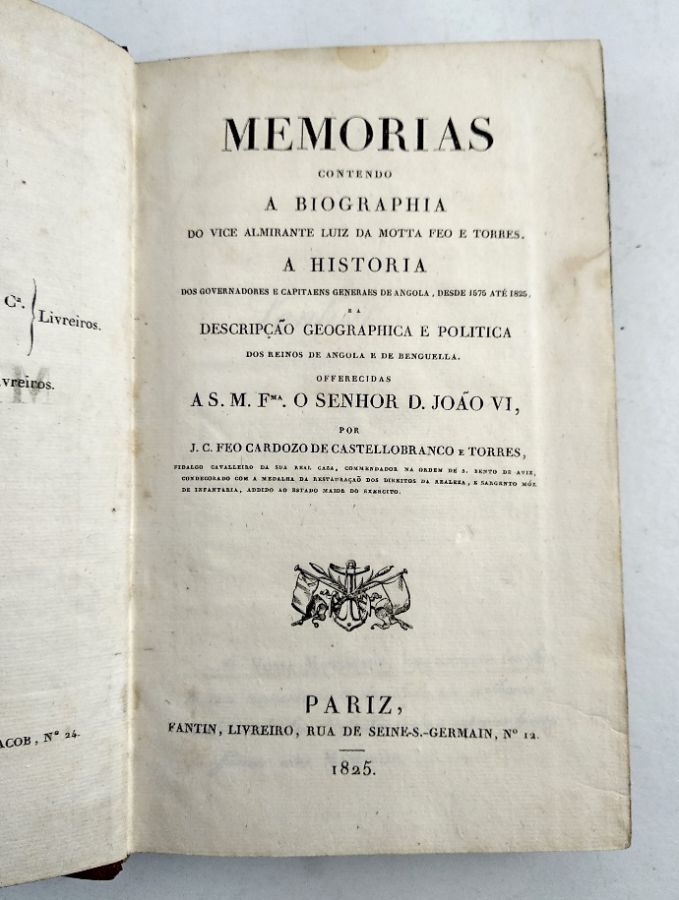 Cª.
Livreiros.
vreiros.
ACOB, Nº 24.
MEMORIAS
CONTENDO
A BIOGRAPHIA
DO VICE ALMIRANTE LUIZ DA MOTTA FEO E TORRES.
A HISTORIA
DOS GOVERNADORES E CAPITAENS GENERAES DE ANGOLA, DESDE 1575 ATÉ 1825,
E A
DESCRIPÇÃO GEOGRAPHICA E POLITICA
DOS REINOS DE ANGOLA E DE BENGUELLA.
OFFERECIDAS
A S. M. Fᴹᴬ. O SENHOR D. JOÃO VI,
POR
J. C. FEO CARDOZO DE CASTELLOBRANCO E TORRES,
FIDALGO CAVALLEIRO DA SUA REAL CASA, COMMENDADOR NA ORDEM DE S. BENTO DE AVIZ,
CONDECORADO COM A MEDALHA DA RESTAURAÇÃO DOS DIREITOS DA REALEZA, E SARGENTO MÓR
DE INFANTARIA, ADDIDO AO ESTADO MAIOR DO EXERCITO.
PARIZ,
FANTIN, LIVREIRO, RUA DE SEINE-S.-GERMAIN, Nº 12.
1825.